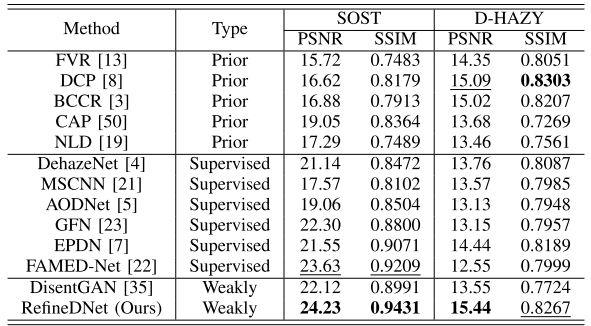 Method Type SOST D-HAZY
PSNR SSIM PSNR SSIM
FVR [13] Prior 15.72 0.7483 14.35 0.8051
DCP [8] Prior 16.62 0.8179 15.09 0.8303
BCCR [3] Prior 16.88 0.7913 15.02 0.8207
CAP [50] Prior 19.05 0.8364 13.68 0.7269
NLD [19] Prior 17.29 0.7489 13.46 0.7561
DehazeNet [4] Supervised 21.14 0.8472 13.76 0.8087
MSCNN [21] Supervised 17.57 0.8102 13.57 0.7985
AODNet [5] Supervised 19.06 0.8504 13.13 0.7948
GFN [23] Supervised 22.30 0.8800 13.15 0.7957
EPDN [7] Supervised 21.55 0.9071 14.44 0.8189
FAMED-Net [22] Supervised 23.63 0.9209 12.55 0.7999
DisentGAN [35] Weakly 22.12 0.8991 13.55 0.7724
RefineDNet (Ours) Weakly 24.23 0.9431 15.44 0.8267